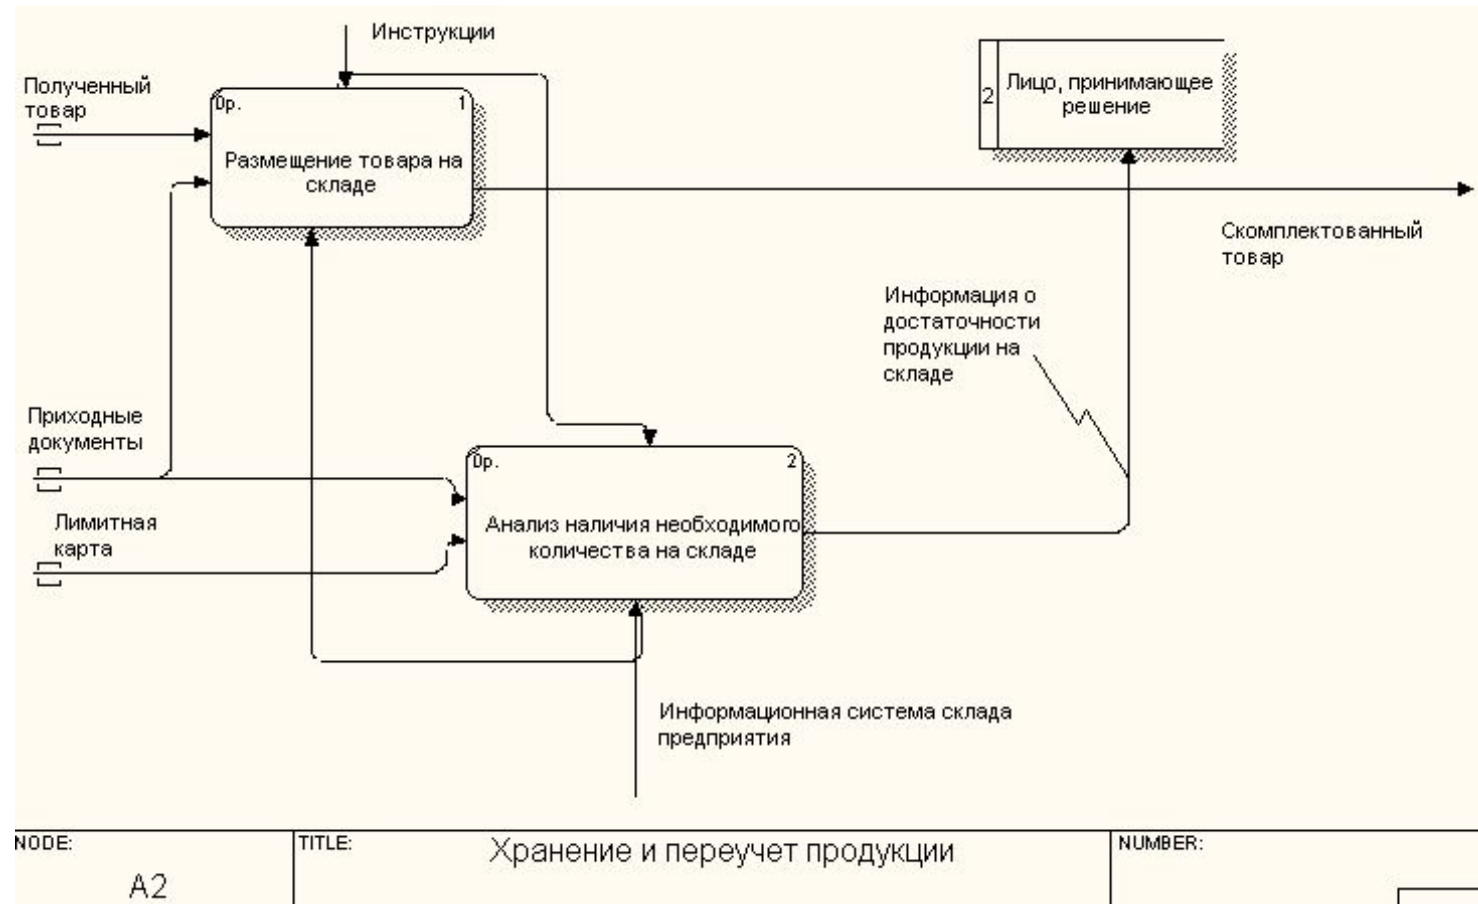 Инструкции
Полученный
товар
0р.
1
Размещение товара на
складе
2
Лицо, принимающее
решение
Скомплектованный
товар
Информация о
достаточности
продукции на
складе
Приходные
документы
0р.
2
Анализ наличия необходимого
количества на складе
Лимитная
карта
Информационная система склада
предприятия
NODE:
A2
TITLE:
Хранение и переучет продукции
NUMBER: